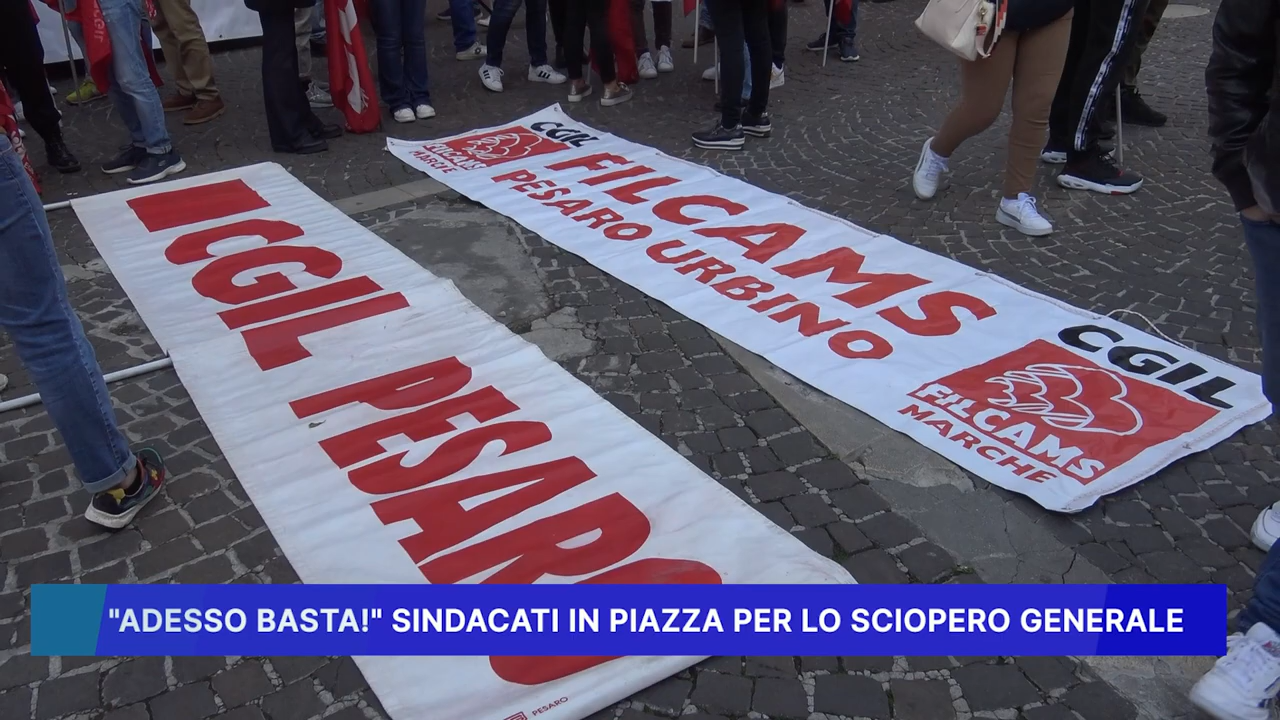 CGIL
CGIL
FILCAMS
MARCHE
FILCAMS
PESARO URBINO
CGIL
FILCAMS
MARCHE
CGIL PESARO
PESARO
"ADESSO BASTA!" SINDACATI IN PIAZZA PER LO SCIOPERO GENERALE